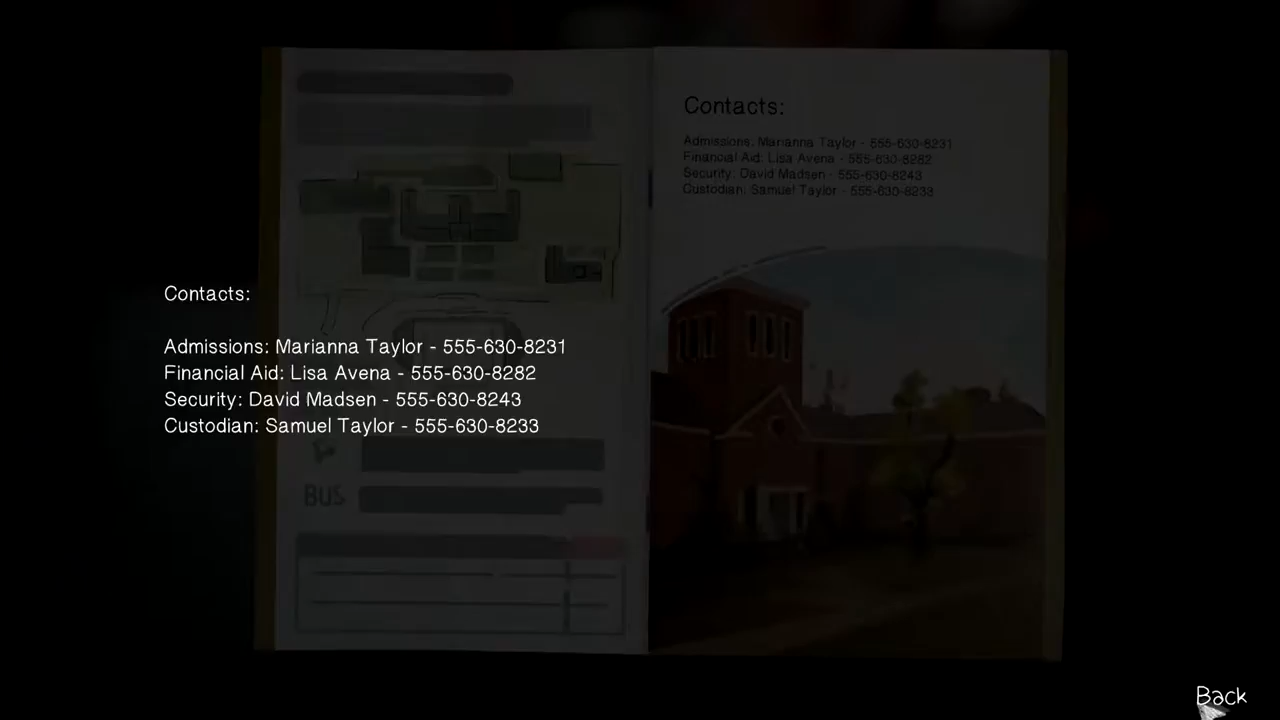 Contacts:
Admissions: Marianna Taylor - 555-630-8231
Financial Aid: Lisa Avena - 555-630-8282
Security: David Madsen - 555-630-8243
Custodian: Samuel Taylor - 555-630-8233
Contacts:
Admissions: Marianna Taylor - 555-630-8231
Financial Aid: Lisa Avena - 555-630-8282
Security: David Madsen - 555-630-8243
Custodian: Samuel Taylor - 555-630-8233
BUS
Back